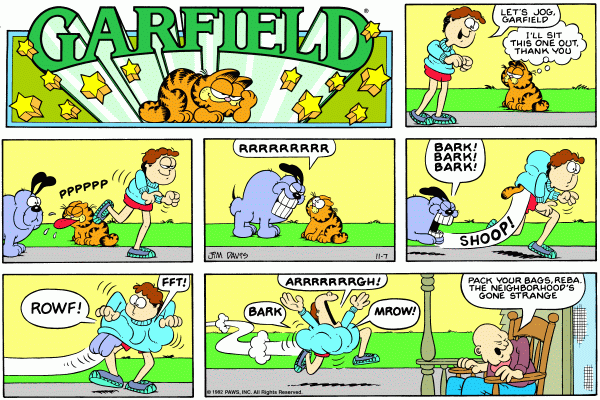 GARFIELD®
LET'S JOG,
GARFIELD
I'LL SIT
THIS ONE OUT,
THANK YOU
PPPPPP
RRRRRRRRR
JIM DAVIS
11-7
BARK!
BARK!
BARK!
SHOOP!
ROWF!
FFT!
ARRRRRRRGH!
BARK
MROW!
© 1982 PAWS, INC. All Rights Reserved.
PACK YOUR BAGS, REBA.
THE NEIGHBORHOOD'S
GONE STRANGE